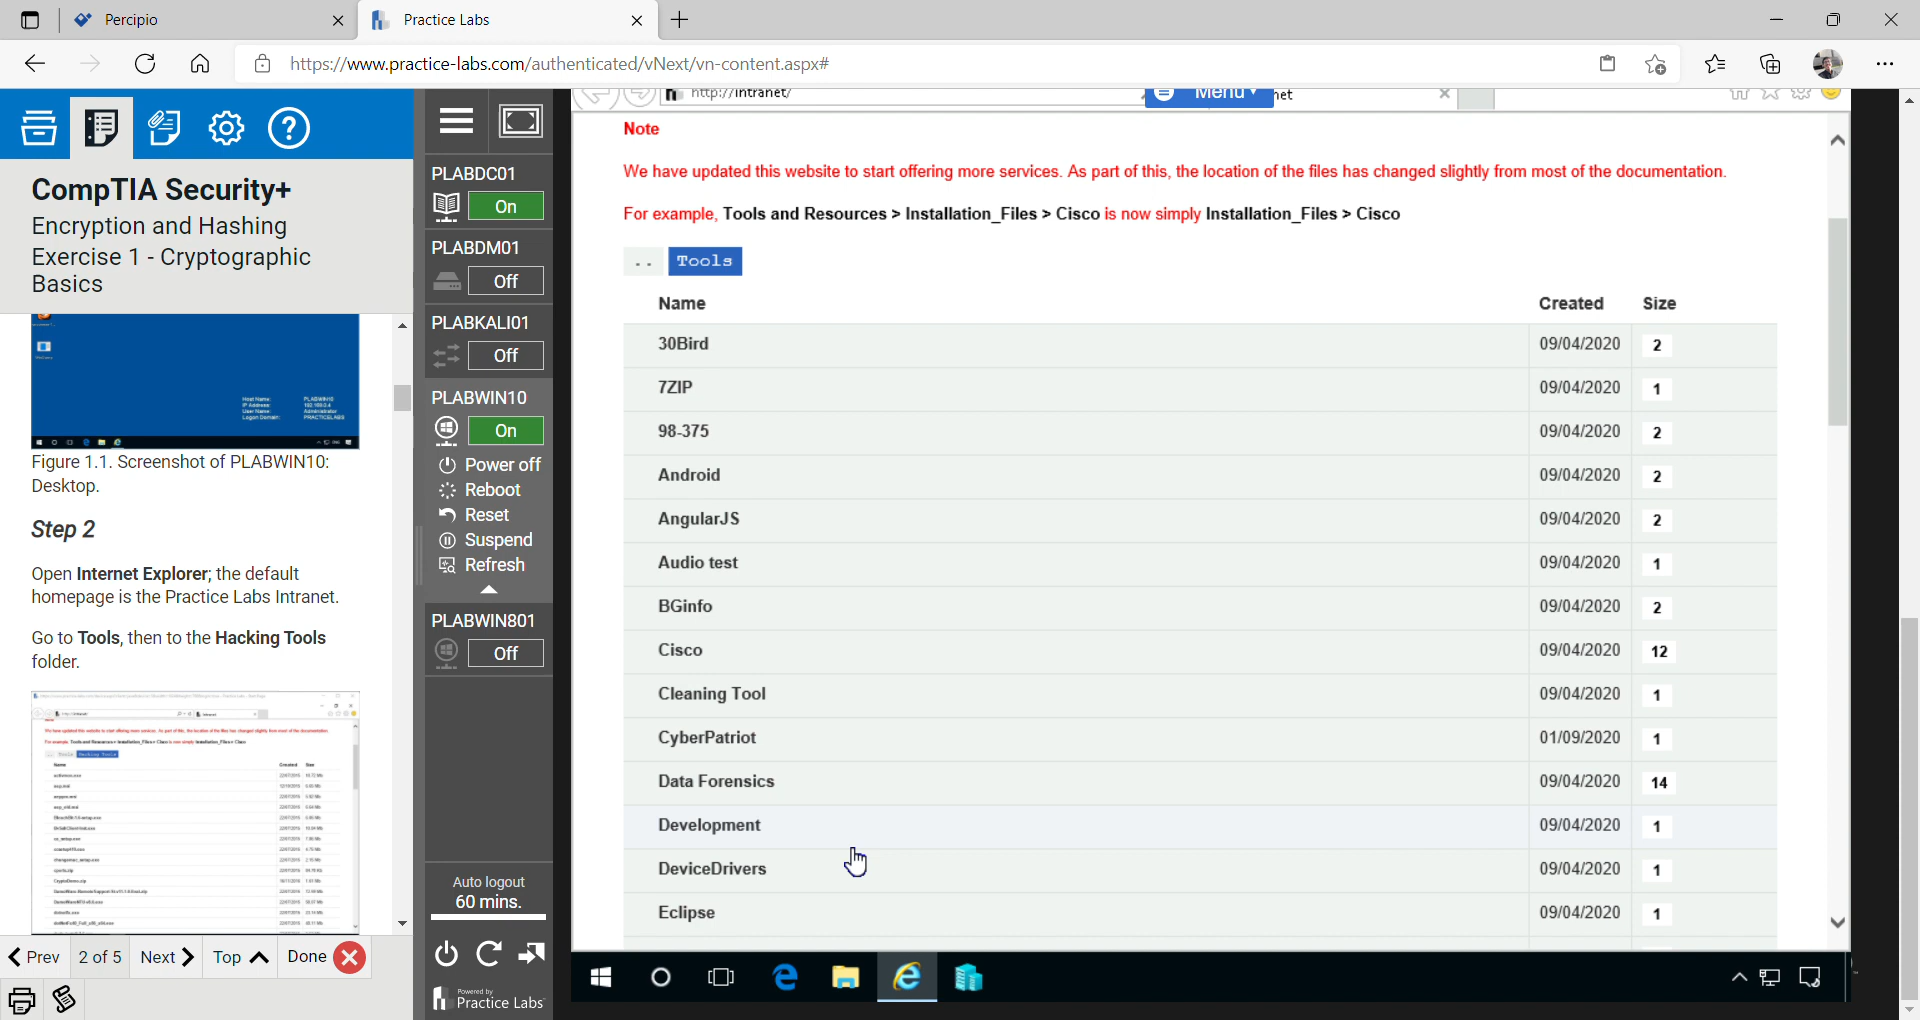 Percipio
Practice Labs
https://www.practice-labs.com/authenticated/vNext/vn-content.aspx#
CompTIA Security+
Encryption and Hashing
Exercise 1 - Cryptographic
Basics
Figure 1.1. Screenshot of PLABWIN10:
Desktop.
Step 2
Open Internet Explorer; the default
homepage is the Practice Labs Intranet.
Go to Tools, then to the Hacking Tools
folder.
Prev
2 of 5
Next
Top
Done
PLABDC01
On
PLABDM01
Off
PLABKALI01
Off
PLABWIN10
On
Power off
Reboot
Reset
Suspend
Refresh
PLABWIN801
Off
Auto logout
60 mins.
Powered by
Practice Labs
http://intranet/
Menu
net
Note
We have updated this website to start offering more services. As part of this, the location of the files has changed slightly from most of the documentation.
For example, Tools and Resources > Installation_Files > Cisco is now simply Installation_Files > Cisco
.. Tools
Name Created Size
30Bird 09/04/2020 2
7ZIP 09/04/2020 1
98-375 09/04/2020 2
Android 09/04/2020 2
AngularJS 09/04/2020 2
Audio test 09/04/2020 1
BGinfo 09/04/2020 2
Cisco 09/04/2020 12
Cleaning Tool 09/04/2020 1
CyberPatriot 01/09/2020 1
Data Forensics 09/04/2020 14
Development 09/04/2020 1
DeviceDrivers 09/04/2020 1
Eclipse 09/04/2020 1